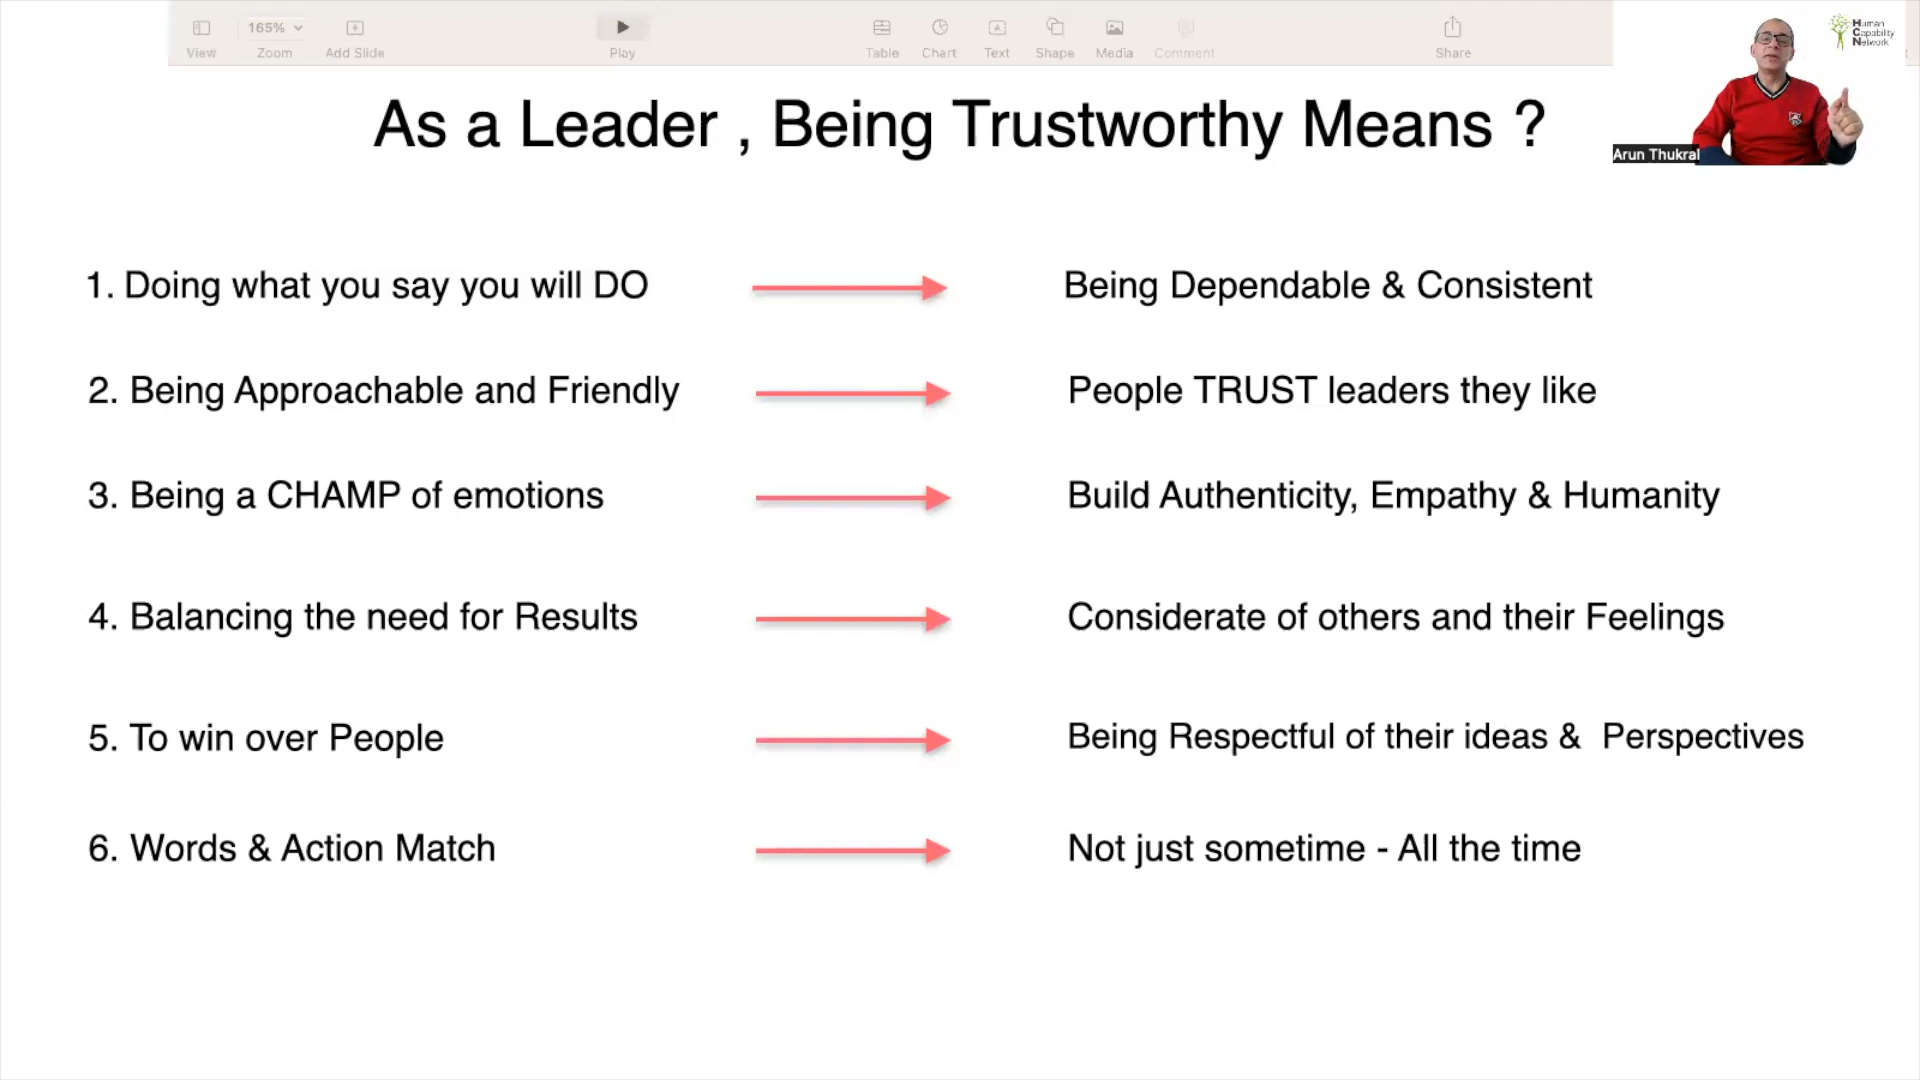 165%
View
Zoom
Add Slide
Play
Table
Chart
Text
Shape
Media
Comment
Share
Human
Capability
Network
Arun Thukral
As a Leader , Being Trustworthy Means ?
1. Doing what you say you will DO
Being Dependable & Consistent
2. Being Approachable and Friendly
People TRUST leaders they like
3. Being a CHAMP of emotions
Build Authenticity, Empathy & Humanity
4. Balancing the need for Results
Considerate of others and their Feelings
5. To win over People
Being Respectful of their ideas &  Perspectives
6. Words & Action Match
Not just sometime - All the time